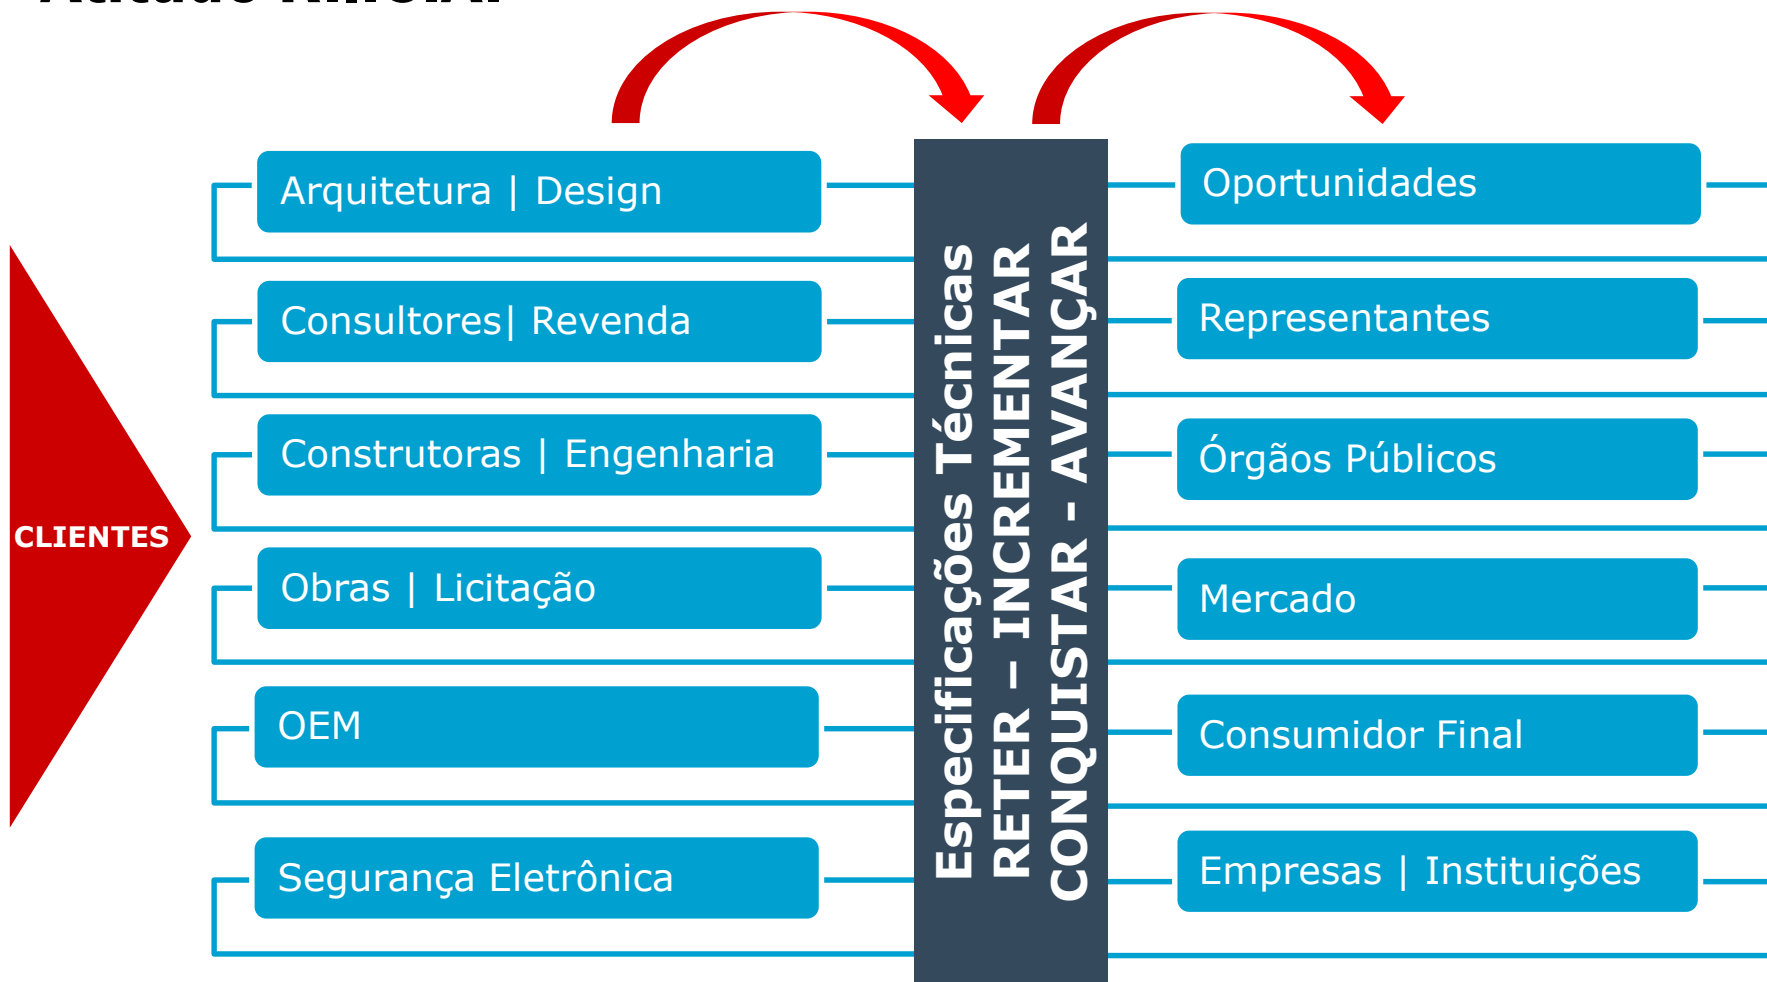 CLIENTES
Arquitetura | Design
Consultores| Revenda
Construtoras | Engenharia
Obras | Licitação
OEM
Segurança Eletrônica
Especificações Técnicas
RETER – INCREMENTAR
CONQUISTAR - AVANÇAR
Oportunidades
Representantes
Órgãos Públicos
Mercado
Consumidor Final
Empresas | Instituições